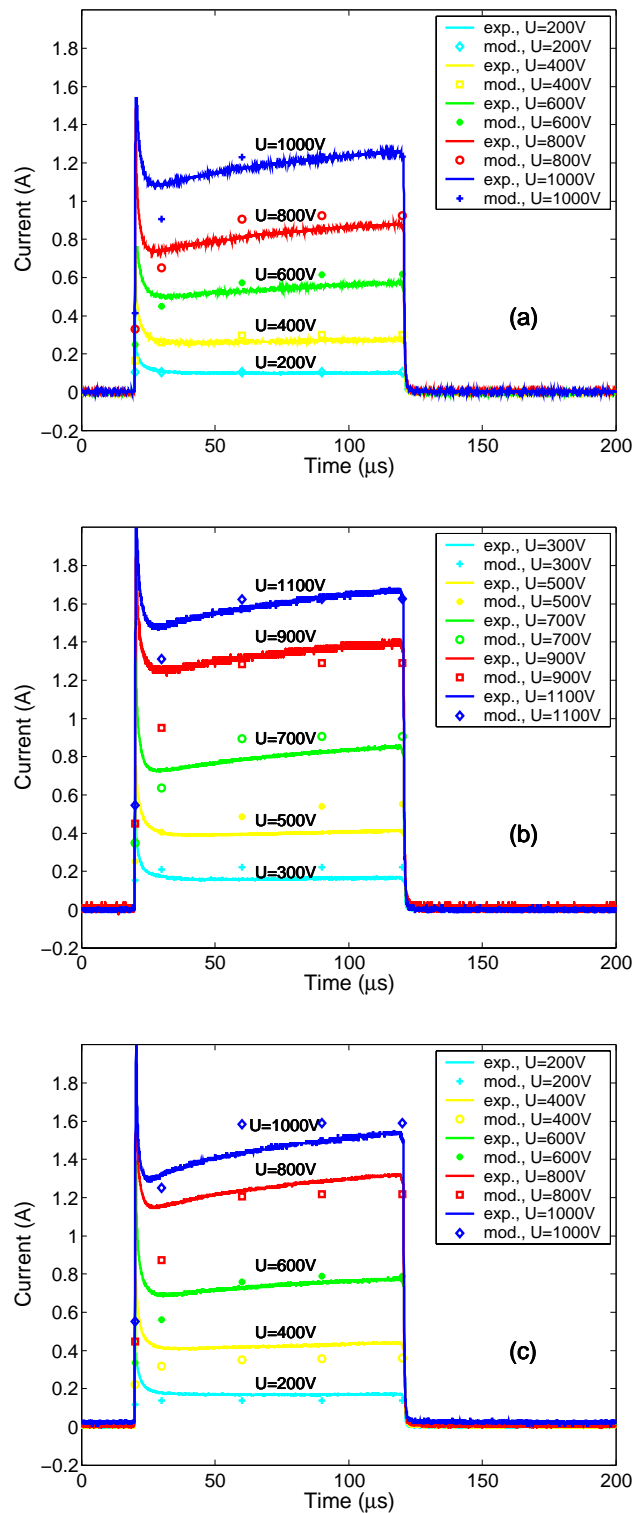 1.8
1.6
1.4
1.2
1
0.8
0.6
0.4
0.2
0
−0.2
Current (A)
0
50
100
150
200
Time (μs)
U=1000V
U=800V
U=600V
U=400V
U=200V
(a)
exp., U=200V
mod., U=200V
exp., U=400V
mod., U=400V
exp., U=600V
mod., U=600V
exp., U=800V
mod., U=800V
exp., U=1000V
mod., U=1000V
1.8
1.6
1.4
1.2
1
0.8
0.6
0.4
0.2
0
−0.2
Current (A)
0
50
100
150
200
Time (μs)
U=1100V
U=900V
U=700V
U=500V
U=300V
(b)
exp., U=300V
mod., U=300V
exp., U=500V
mod., U=500V
exp., U=700V
mod., U=700V
exp., U=900V
mod., U=900V
exp., U=1100V
mod., U=1100V
1.8
1.6
1.4
1.2
1
0.8
0.6
0.4
0.2
0
−0.2
Current (A)
0
50
100
150
200
Time (μs)
U=1000V
U=800V
U=600V
U=400V
U=200V
(c)
exp., U=200V
mod., U=200V
exp., U=400V
mod., U=400V
exp., U=600V
mod., U=600V
exp., U=800V
mod., U=800V
exp., U=1000V
mod., U=1000V